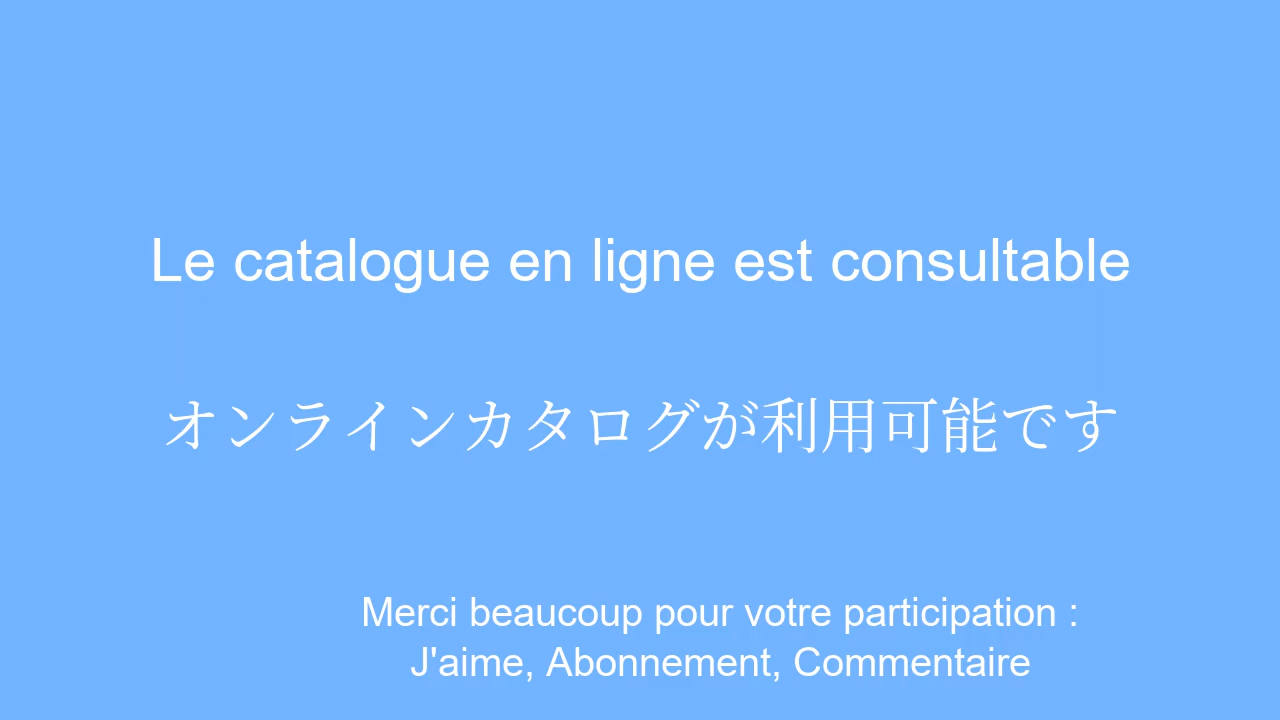 Le catalogue en ligne est consultable
オンラインカタログが利用可能です
Merci beaucoup pour votre participation :
J'aime, Abonnement, Commentaire